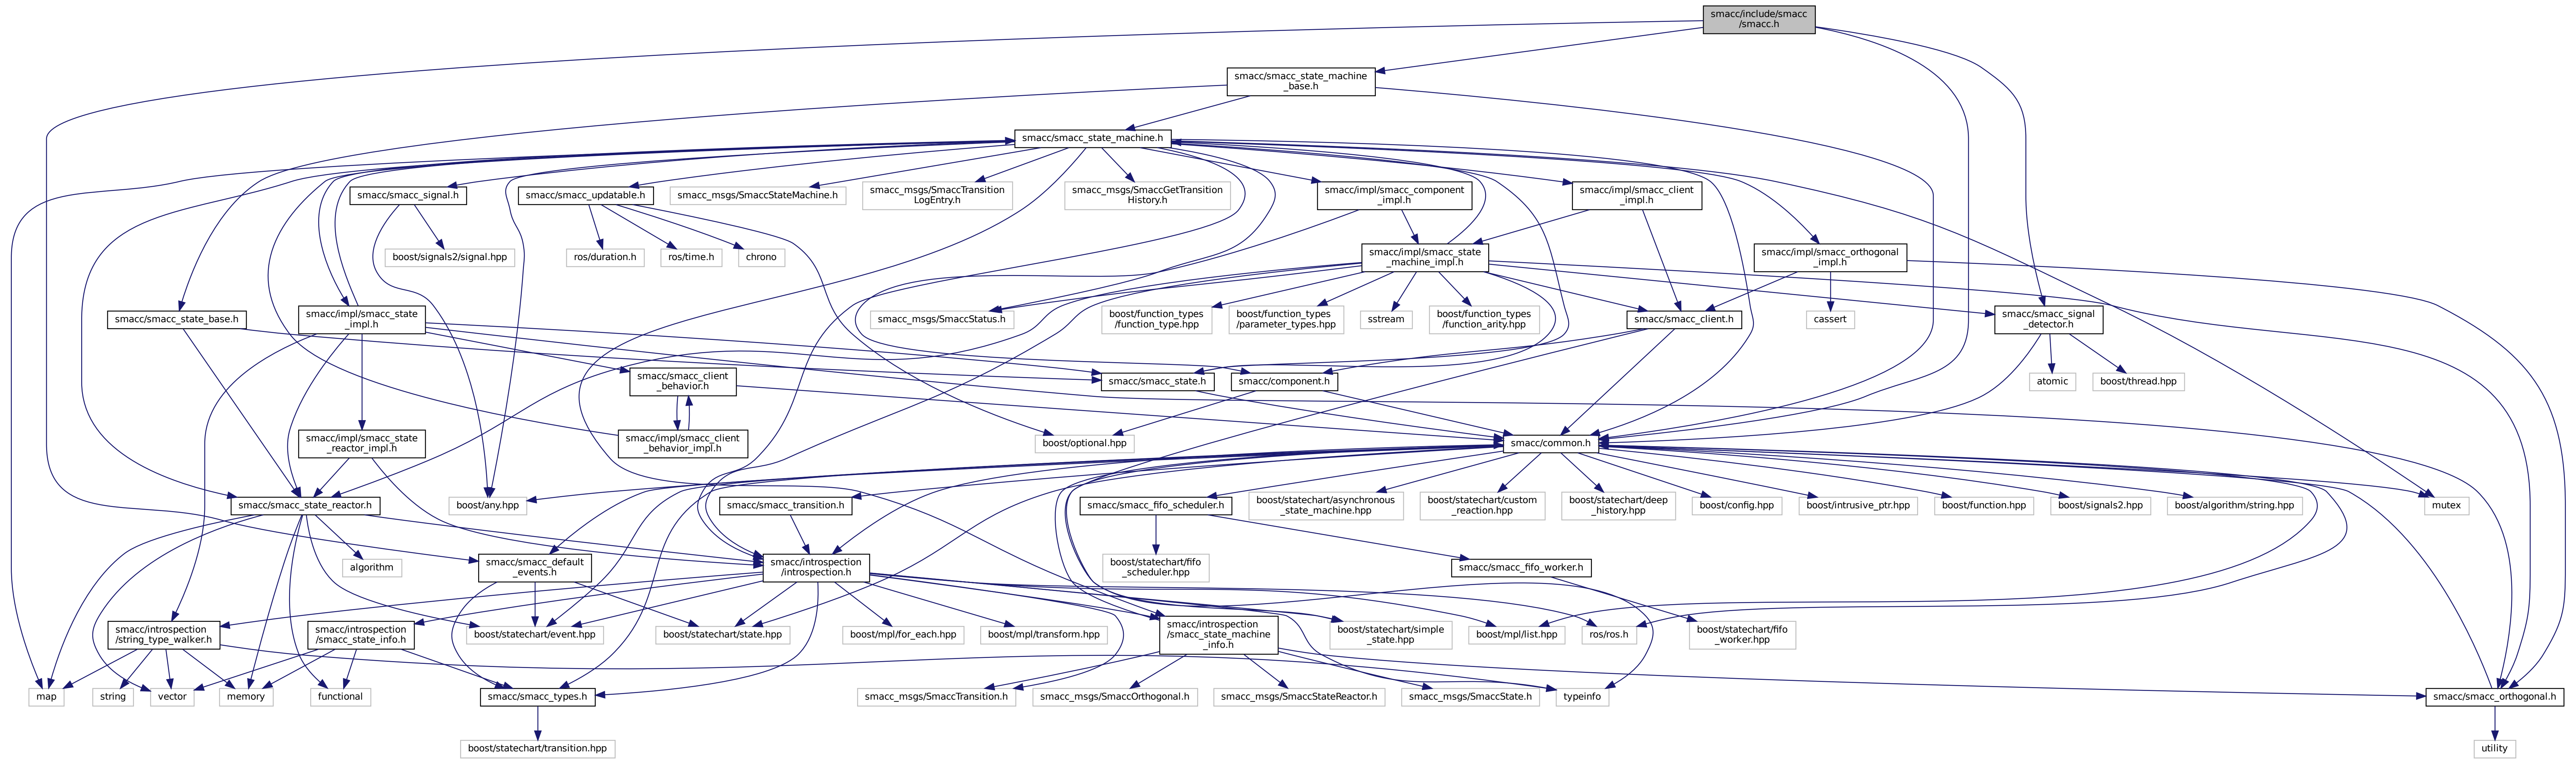 smacc/include/smacc
/smacc.h
smacc/smacc_state_machine
_base.h
smacc/smacc_state_machine.h
smacc/smacc_signal.h
smacc/smacc_updatable.h
smacc_msgs/SmaccStateMachine.h
smacc_msgs/SmaccTransition
LogEntry.h
smacc_msgs/SmaccGetTransition
History.h
smacc/impl/smacc_component
_impl.h
smacc/impl/smacc_client
_impl.h
boost/signals2/signal.hpp
ros/duration.h
ros/time.h
chrono
smacc/impl/smacc_state
_machine_impl.h
smacc/impl/smacc_orthogonal
_impl.h
smacc/smacc_state_base.h
smacc/impl/smacc_state
_impl.h
smacc_msgs/SmaccStatus.h
boost/function_types
/function_type.hpp
boost/function_types
/parameter_types.hpp
sstream
boost/function_types
/function_arity.hpp
smacc/smacc_client.h
cassert
smacc/smacc_signal
_detector.h
smacc/smacc_client
_behavior.h
smacc/smacc_state.h
smacc/component.h
atomic
boost/thread.hpp
smacc/impl/smacc_state
_reactor_impl.h
smacc/impl/smacc_client
_behavior_impl.h
boost/optional.hpp
smacc/common.h
smacc/smacc_state_reactor.h
boost/any.hpp
smacc/smacc_transition.h
smacc/smacc_fifo_scheduler.h
boost/statechart/asynchronous
_state_machine.hpp
boost/statechart/custom
_reaction.hpp
boost/statechart/deep
_history.hpp
boost/config.hpp
boost/intrusive_ptr.hpp
boost/function.hpp
boost/signals2.hpp
boost/algorithm/string.hpp
mutex
algorithm
smacc/smacc_default
_events.h
smacc/introspection
/introspection.h
boost/statechart/fifo
_scheduler.hpp
smacc/smacc_fifo_worker.h
smacc/introspection
/string_type_walker.h
smacc/introspection
/smacc_state_info.h
boost/statechart/event.hpp
boost/statechart/state.hpp
boost/mpl/for_each.hpp
boost/mpl/transform.hpp
smacc/introspection
/smacc_state_machine
_info.h
boost/statechart/simple
_state.hpp
boost/mpl/list.hpp
ros/ros.h
boost/statechart/fifo
_worker.hpp
map
string
vector
memory
functional
smacc/smacc_types.h
smacc_msgs/SmaccTransition.h
smacc_msgs/SmaccOrthogonal.h
smacc_msgs/SmaccStateReactor.h
smacc_msgs/SmaccState.h
typeinfo
smacc/smacc_orthogonal.h
boost/statechart/transition.hpp
utility